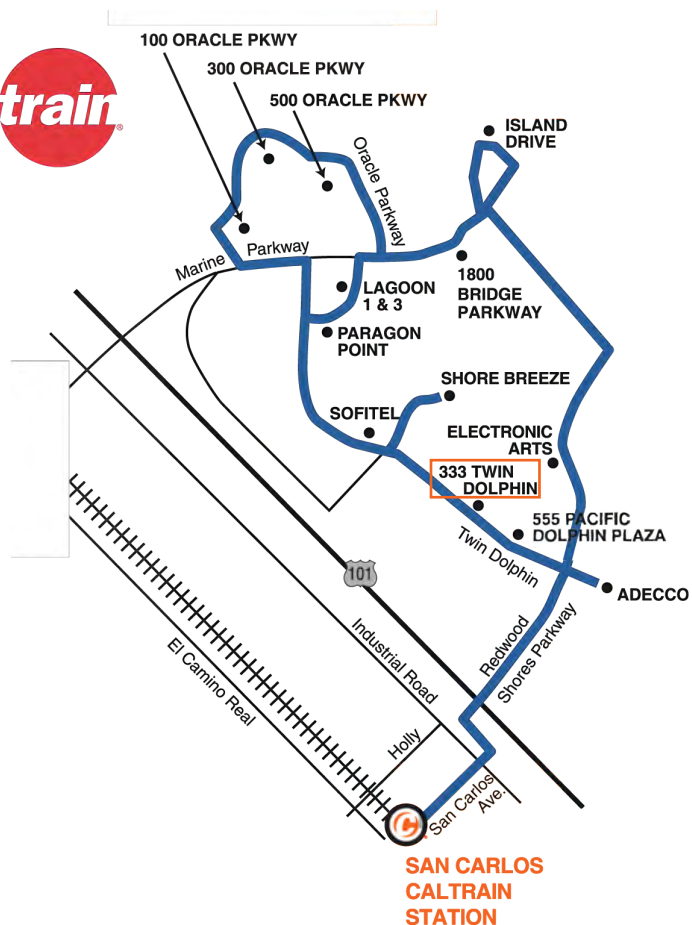 100 ORACLE PKWY
300 ORACLE PKWY
500 ORACLE PKWY
train®
ISLAND
DRIVE
Oracle Parkway
Marine Parkway
1800
BRIDGE
PARKWAY
LAGOON
1 & 3
PARAGON
POINT
SHORE BREEZE
SOFITEL
ELECTRONIC
ARTS
333 TWIN
DOLPHIN
555 PACIFIC
DOLPHIN PLAZA
Twin Dolphin
101
ADECCO
Redwood
Shores Parkway
Industrial Road
El Camino Real
Holly
San Carlos
Ave.
C
SAN CARLOS
CALTRAIN
STATION